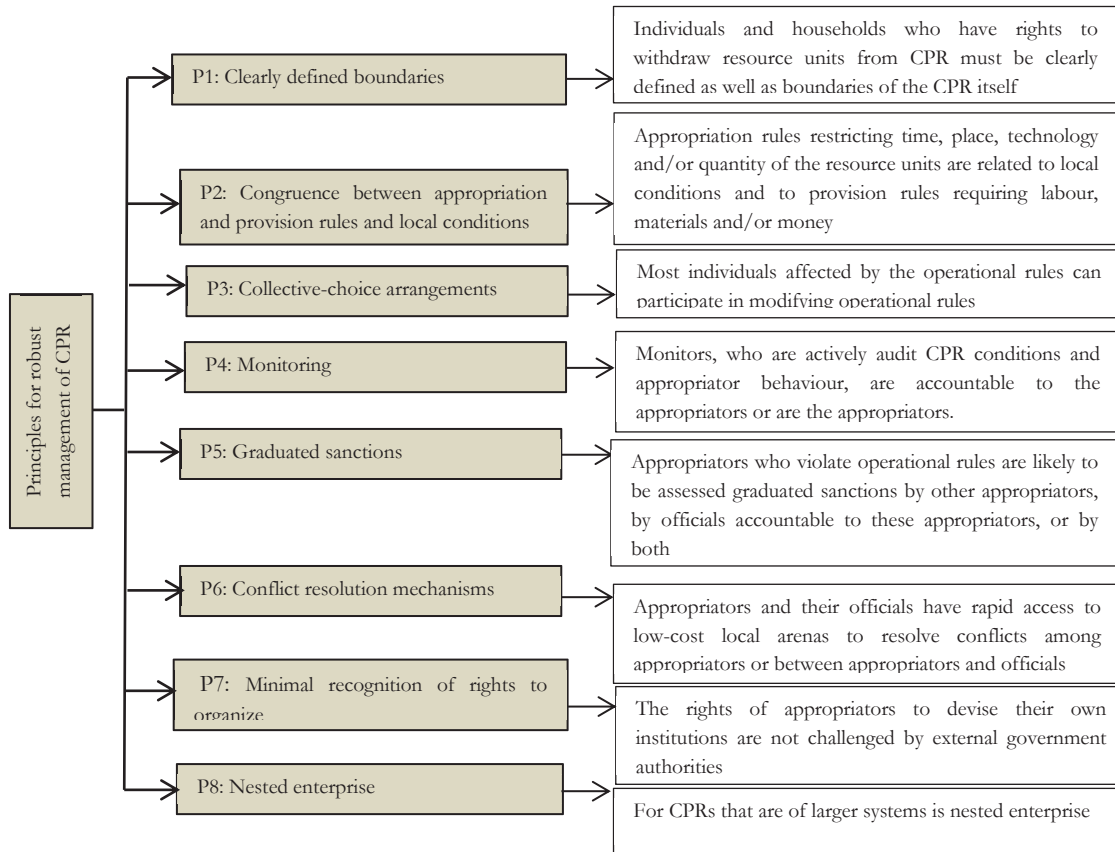 Principles for robust
management of CPR
P1: Clearly defined boundaries
Individuals and households who have rights to
withdraw resource units from CPR must be clearly
defined as well as boundaries of the CPR itself
P2: Congruence between appropriation
and provision rules and local conditions
Appropriation rules restricting time, place, technology
and/or quantity of the resource units are related to local
conditions and to provision rules requiring labour,
materials and/or money
P3: Collective-choice arrangements
Most individuals affected by the operational rules can
participate in modifying operational rules
P4: Monitoring
Monitors, who are actively audit CPR conditions and
appropriator behaviour, are accountable to the
appropriators or are the appropriators.
P5: Graduated sanctions
Appropriators who violate operational rules are likely to
be assessed graduated sanctions by other appropriators,
by officials accountable to these appropriators, or by
both
P6: Conflict resolution mechanisms
Appropriators and their officials have rapid access to
low-cost local arenas to resolve conflicts among
appropriators or between appropriators and officials
P7: Minimal recognition of rights to
organize
The rights of appropriators to devise their own
institutions are not challenged by external government
authorities
P8: Nested enterprise
For CPRs that are of larger systems is nested enterprise